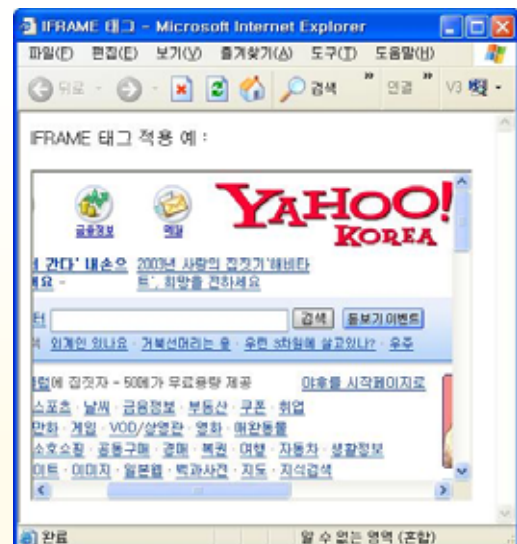 IFRAME 태그 - Microsoft Internet Explorer
파일(F) 편집(E) 보기(V) 즐겨찾기(A) 도구(T) 도움말(H)
뒤로 검색 » 연결 » V3
IFRAME 태그 적용 예 :
금융정보 메일 YAHOO!
KOREA
간다' 내손으 2003년 사랑의 집짓기'해비타
요 - 트', 희망을 전하세요
터 검색 돋보기 이벤트
외계인 있나요 · 거북선머리는 용 · 우린 3차원에 살고있나? · 우주
럽에 집짓자 - 50메가 무료용량 제공 야후를 시작페이지로
스포츠 · 날씨 · 금융정보 · 부동산 · 쿠폰 · 취업
만화 · 게임 · VOD/상영관 · 영화 · 애완동물
소호쇼핑 · 공동구매 · 경매 · 복권 · 여행 · 자동차 · 생활정보
이트 · 이미지 · 일본웹 · 백과사전 · 지도 · 지식검색
완료 알 수 없는 영역 (혼합)